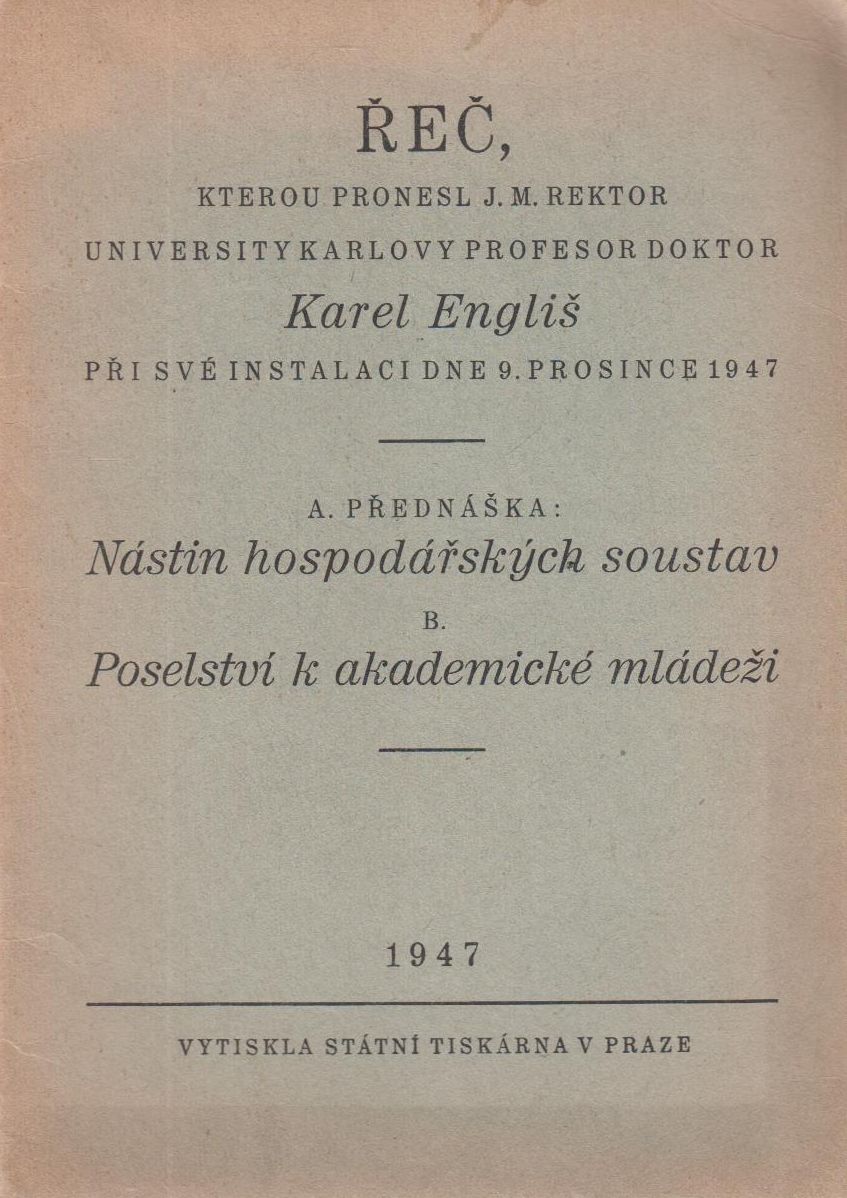 ŘEČ,
KTEROU PRONESL J. M. REKTOR
UNIVERSITY KARLOVY PROFESOR DOKTOR
Karel Engliš
PŘI SVÉ INSTALACI DNE 9. PROSINCE 1947
A. PŘEDNÁŠKA:
Nástin hospodářských soustav
B.
Poselství k akademické mládeži
1947
VYTISKLA STÁTNÍ TISKÁRNA V PRAZE